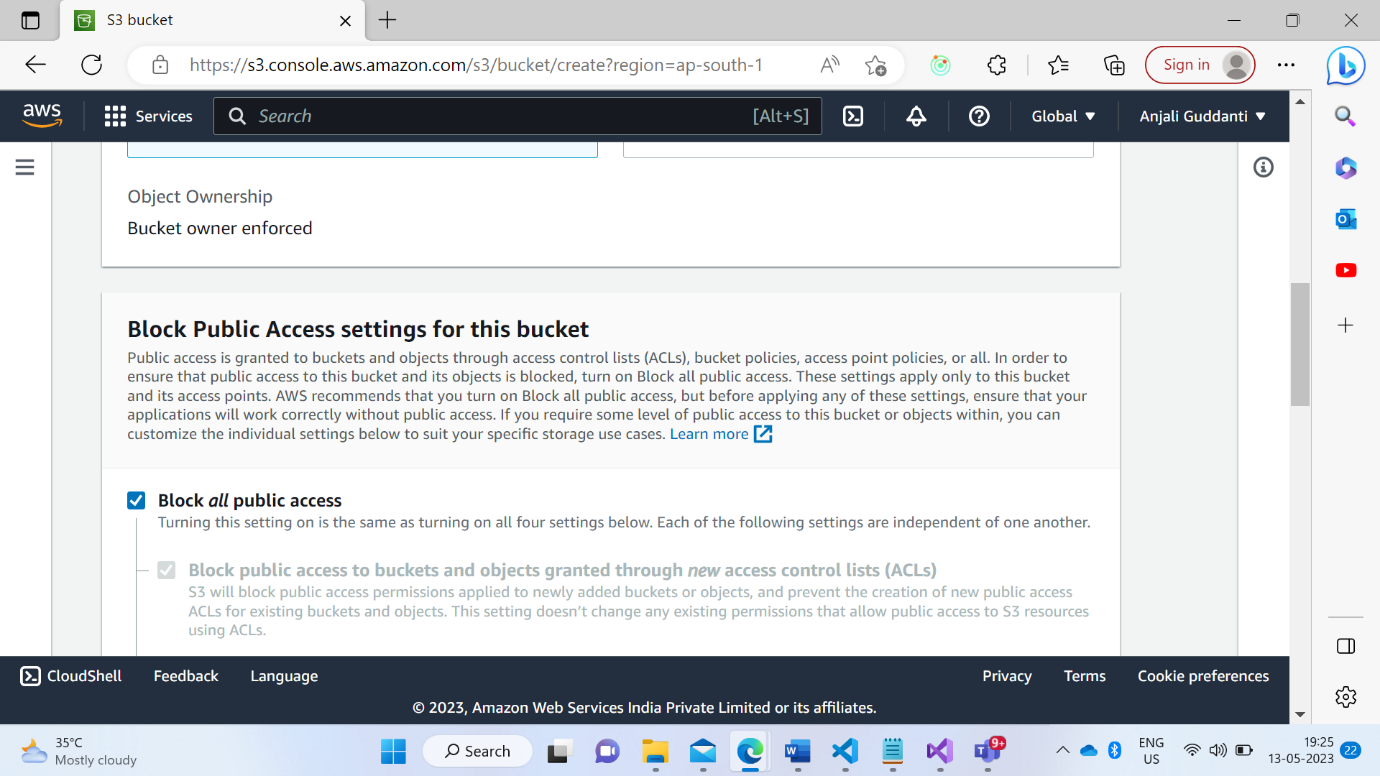 S3 bucket
https://s3.console.aws.amazon.com/s3/bucket/create?region=ap-south-1
Sign in
aws
Services
Search
[Alt+S]
Global
Anjali Guddanti
Object Ownership
Bucket owner enforced
Block Public Access settings for this bucket
Public access is granted to buckets and objects through access control lists (ACLs), bucket policies, access point policies, or all. In order to
ensure that public access to this bucket and its objects is blocked, turn on Block all public access. These settings apply only to this bucket
and its access points. AWS recommends that you turn on Block all public access, but before applying any of these settings, ensure that your
applications will work correctly without public access. If you require some level of public access to this bucket or objects within, you can
customize the individual settings below to suit your specific storage use cases. Learn more
Block all public access
Turning this setting on is the same as turning on all four settings below. Each of the following settings are independent of one another.
Block public access to buckets and objects granted through new access control lists (ACLs)
S3 will block public access permissions applied to newly added buckets or objects, and prevent the creation of new public access
ACLs for existing buckets and objects. This setting doesn’t change any existing permissions that allow public access to S3 resources
using ACLs.
CloudShell
Feedback
Language
Privacy
Terms
Cookie preferences
© 2023, Amazon Web Services India Private Limited or its affiliates.
35°C
Mostly cloudy
Search
9+
ENG
US
19:25
13-05-2023
22